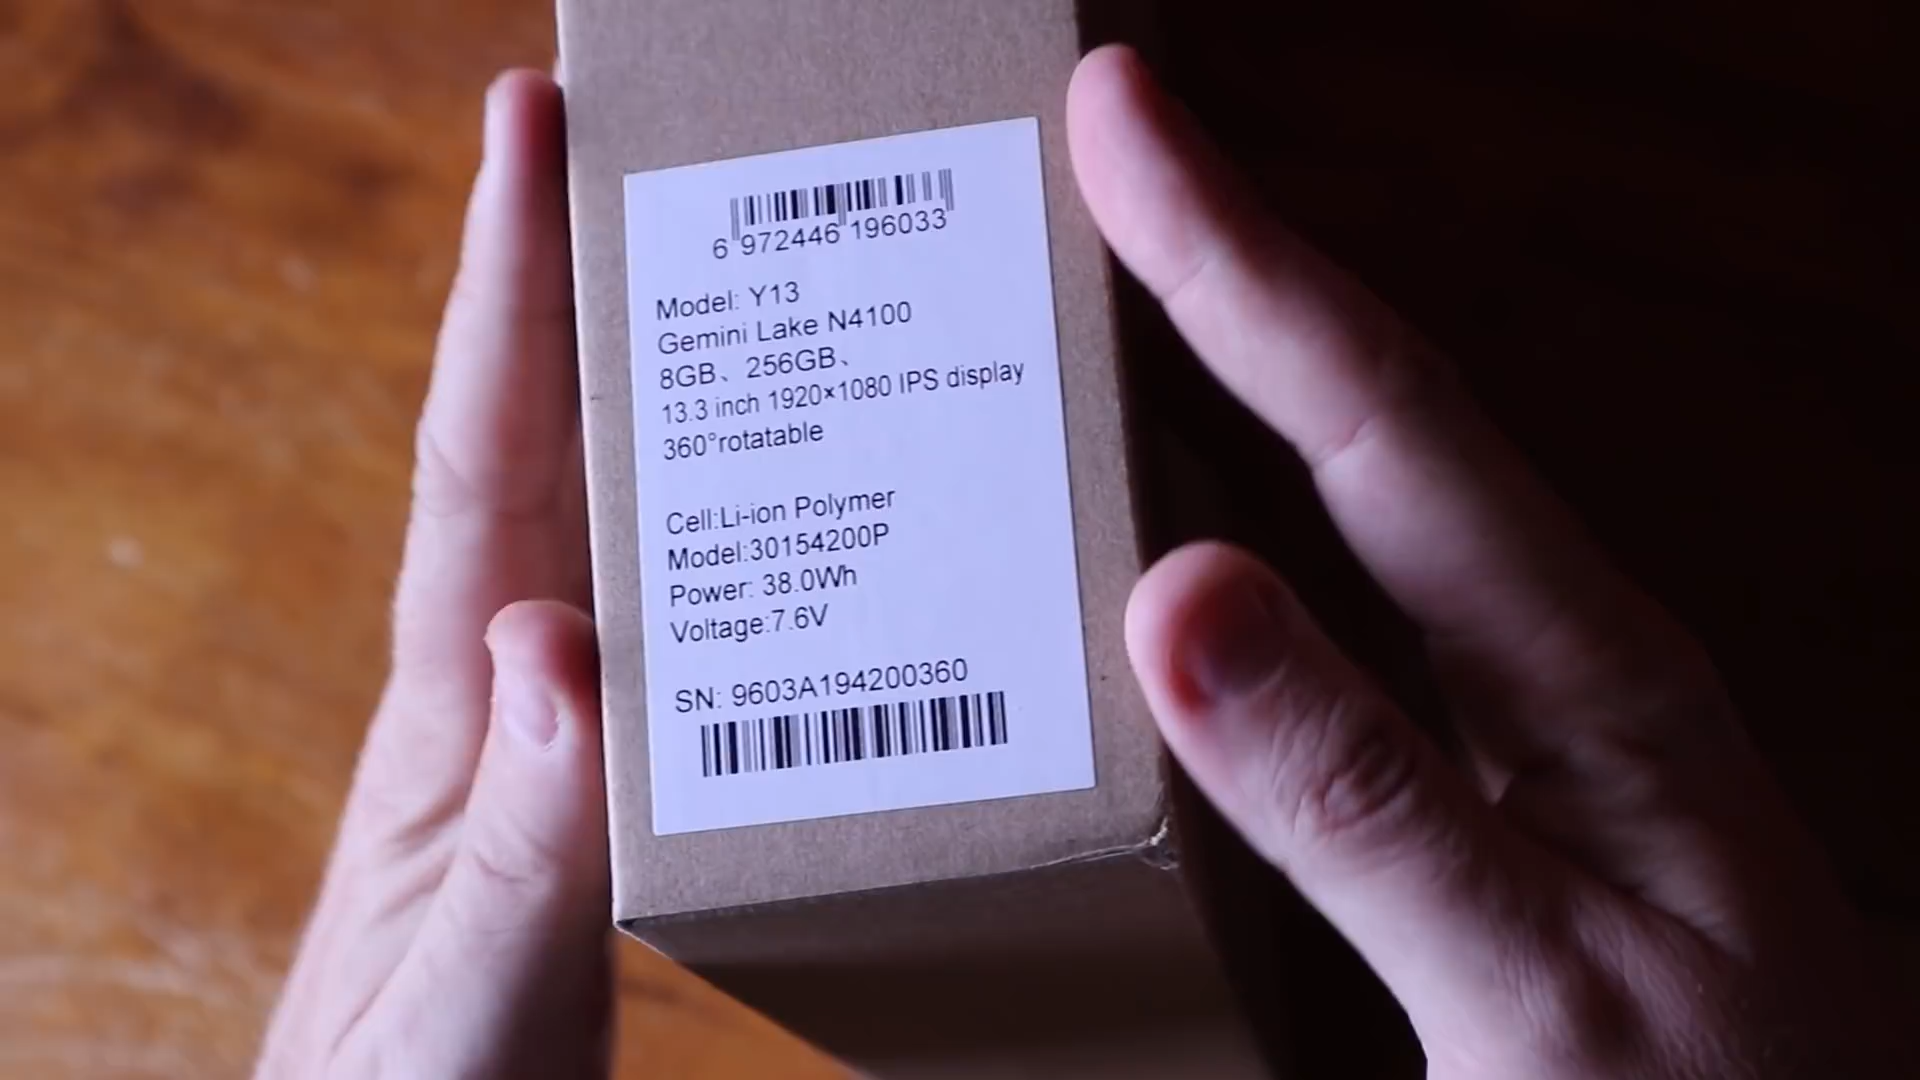 6 972446 196033
Model: Y13
Gemini Lake N4100
8GB、256GB、
13.3 inch 1920×1080 IPS display
360°rotatable
Cell:Li-ion Polymer
Model:30154200P
Power: 38.0Wh
Voltage:7.6V
SN: 9603A194200360